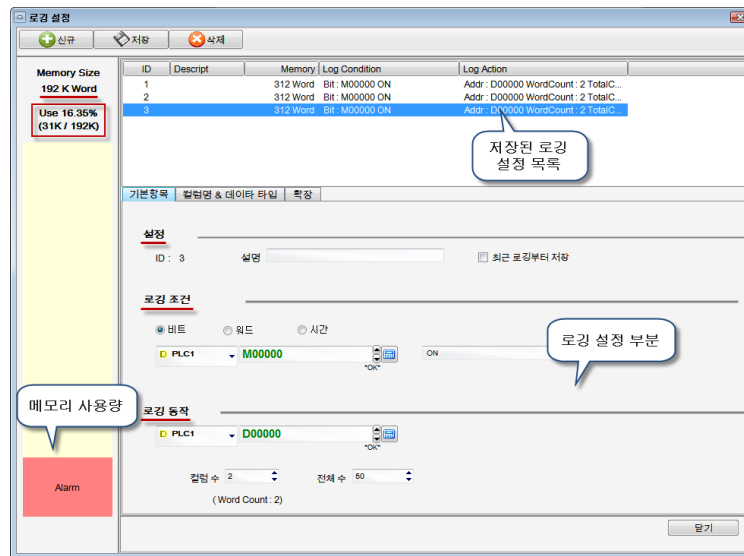 로깅 설정
신규 저장 삭제
Memory Size
192 K Word
Use 16.35%
(31K / 192K)
ID Descript Memory Log Condition Log Action
1 312 Word Bit : M00000 ON Addr : D00000 WordCount : 2 TotalC...
2 312 Word Bit : M00000 ON Addr : D00000 WordCount : 2 TotalC...
3 312 Word Bit : M00000 ON Addr : D00000 WordCount : 2 TotalC...
저장된 로깅
설정 목록
기본항목 컬럼명 & 데이타 타입 확장
설정
ID : 3 설명 최근 로깅부터 저장
로깅 조건
비트 워드 시간
D PLC1 M00000 ON
*OK*
로깅 설정 부분
메모리 사용량
로깅 동작
D PLC1 D00000
*OK*
컬럼 수 2 전체 수 50
(Word Count : 2)
Alarm
닫기